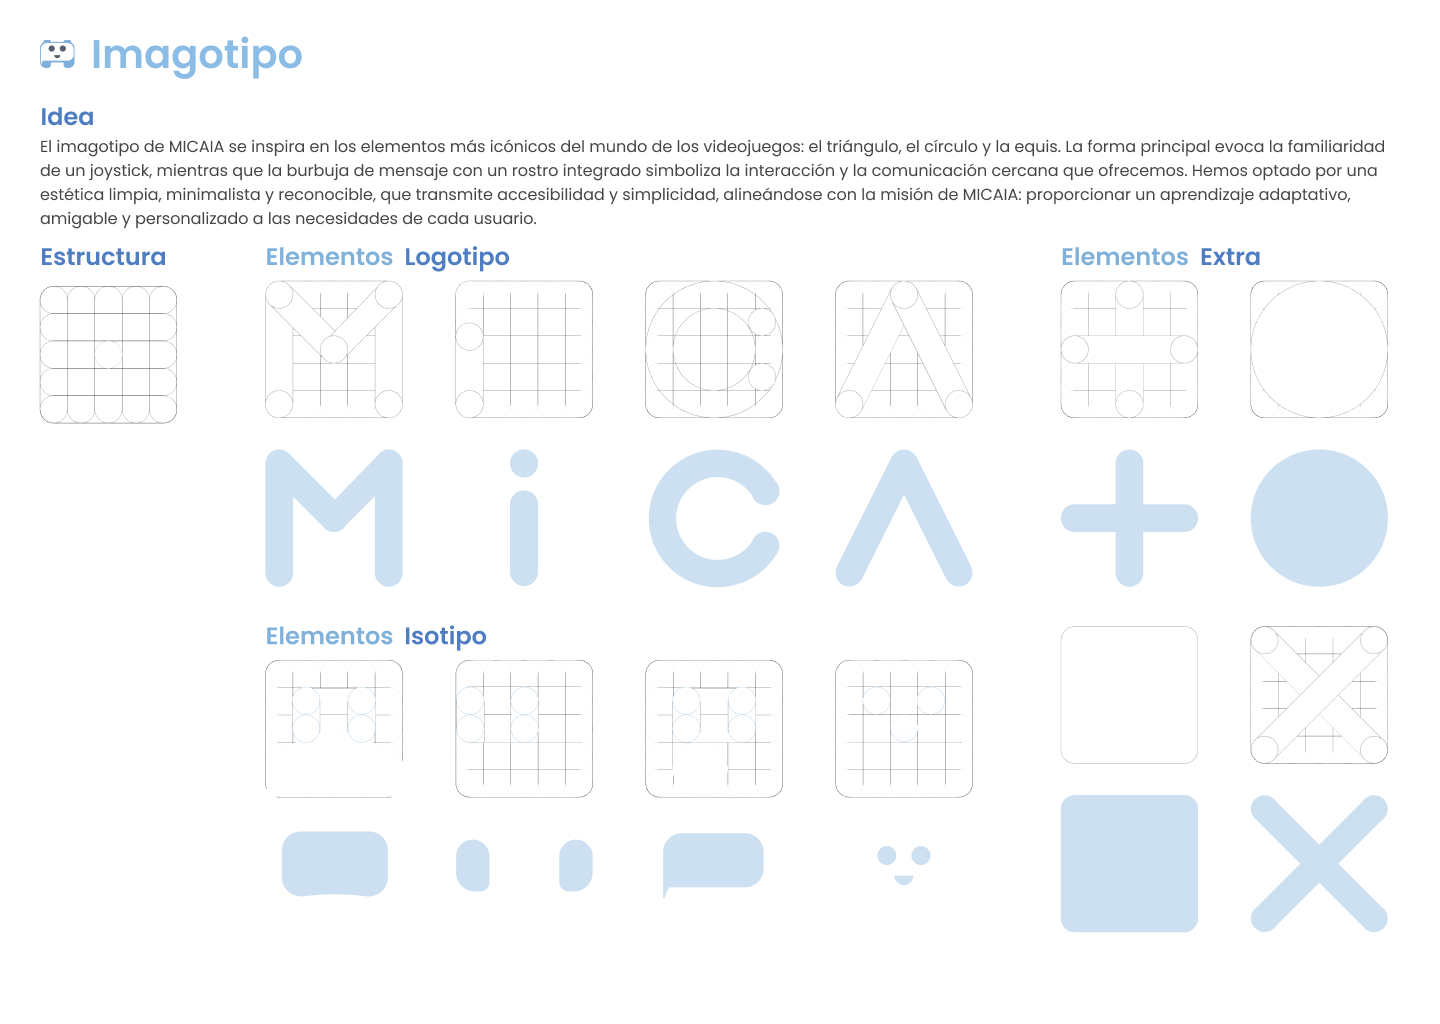 Imagotipo
Idea
El imagotipo de MICAIA se inspira en los elementos más icónicos del mundo de los videojuegos: el triángulo, el círculo y la equis. La forma principal evoca la familiaridad
de un joystick, mientras que la burbuja de mensaje con un rostro integrado simboliza la interacción y la comunicación cercana que ofrecemos. Hemos optado por una
estética limpia, minimalista y reconocible, que transmite accesibilidad y simplicidad, alineándose con la misión de MICAIA: proporcionar un aprendizaje adaptativo,
amigable y personalizado a las necesidades de cada usuario.
Estructura
Elementos Logotipo
Elementos Extra
M i C A
Elementos Isotipo